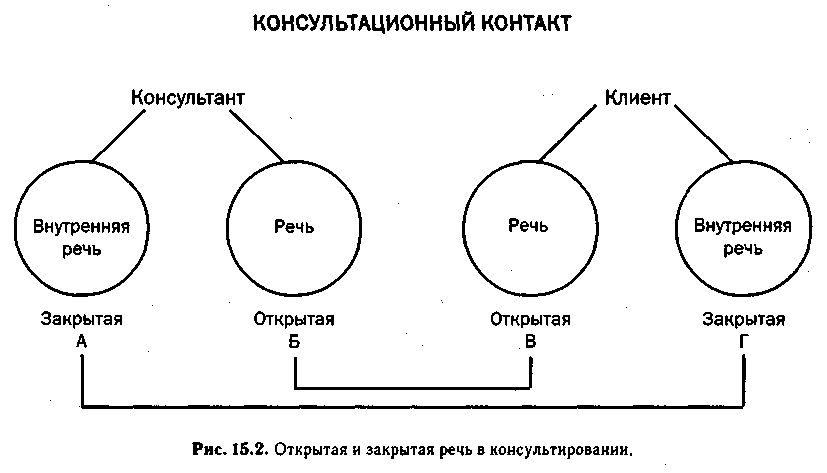 КОНСУЛЬТАЦИОННЫЙ КОНТАКТ
Консультант
Клиент
Внутренняя
речь
Речь
Речь
Внутренняя
речь
Закрытая
А
Открытая
Б
Открытая
В
Закрытая
Г
Рис. 15.2. Открытая и закрытая речь в консультировании.